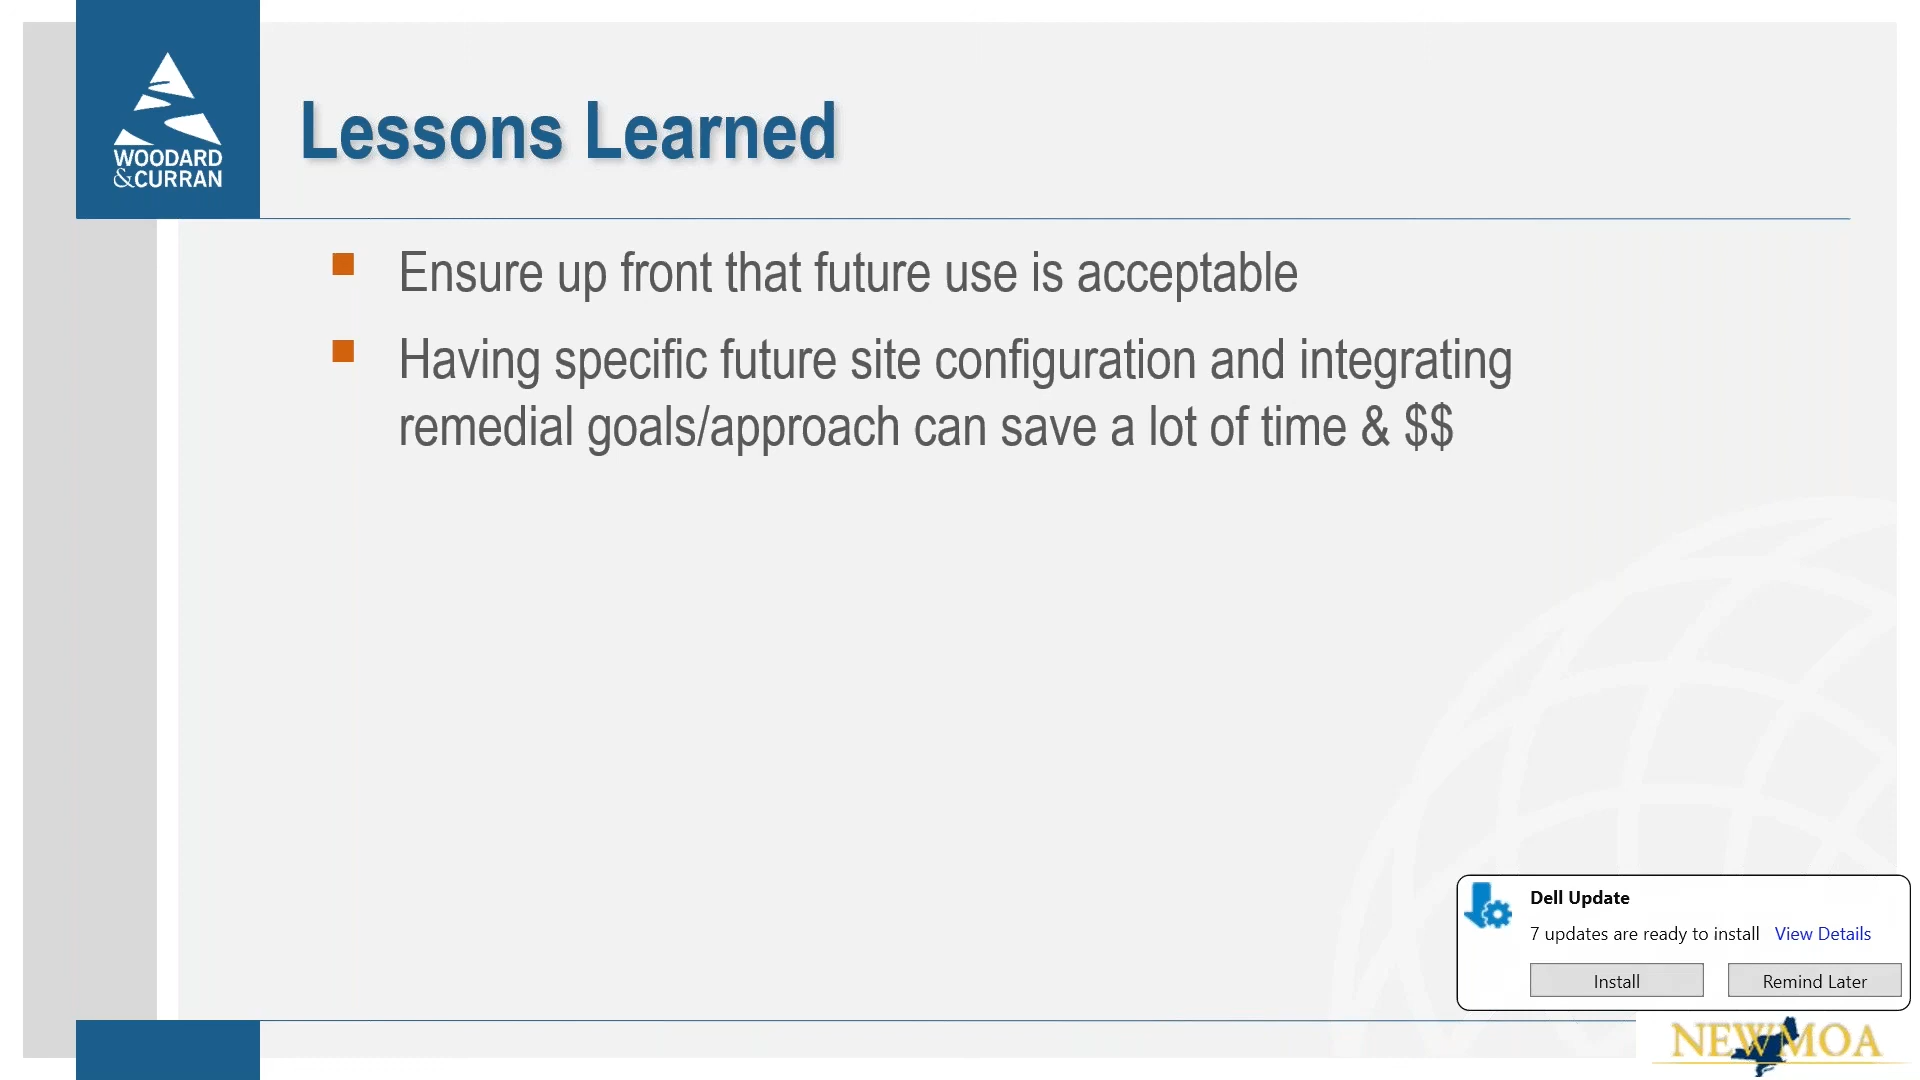 WOODARD
&CURRAN
Lessons Learned
Ensure up front that future use is acceptable
Having specific future site configuration and integrating
remedial goals/approach can save a lot of time & $$
Dell Update
7 updates are ready to install View Details
Install Remind Later
NEWMOA